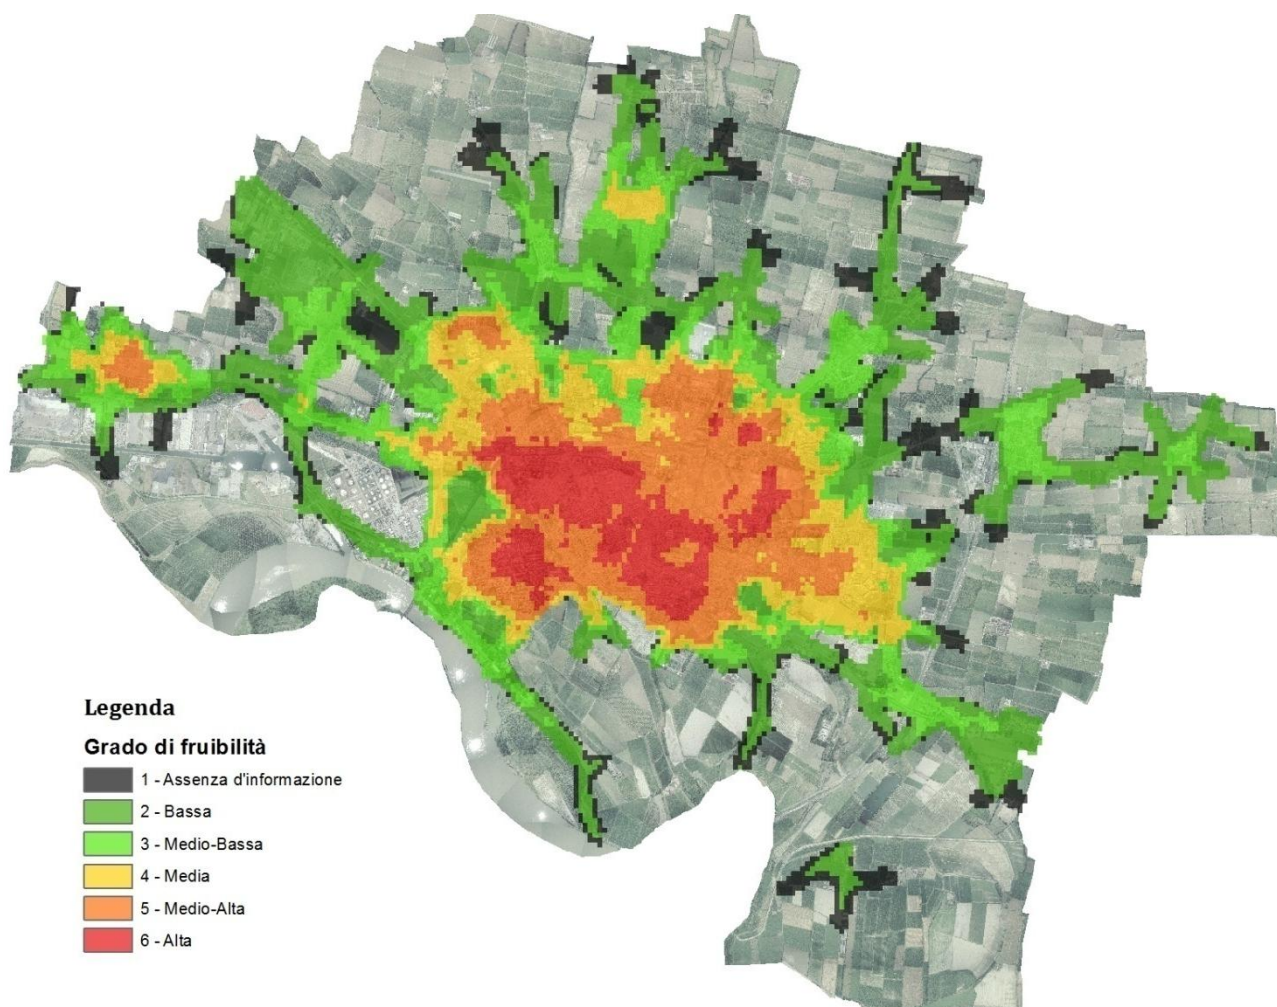 Legenda
Grado di fruibilità
1 - Assenza d'informazione
2 - Bassa
3 - Medio-Bassa
4 - Media
5 - Medio-Alta
6 - Alta